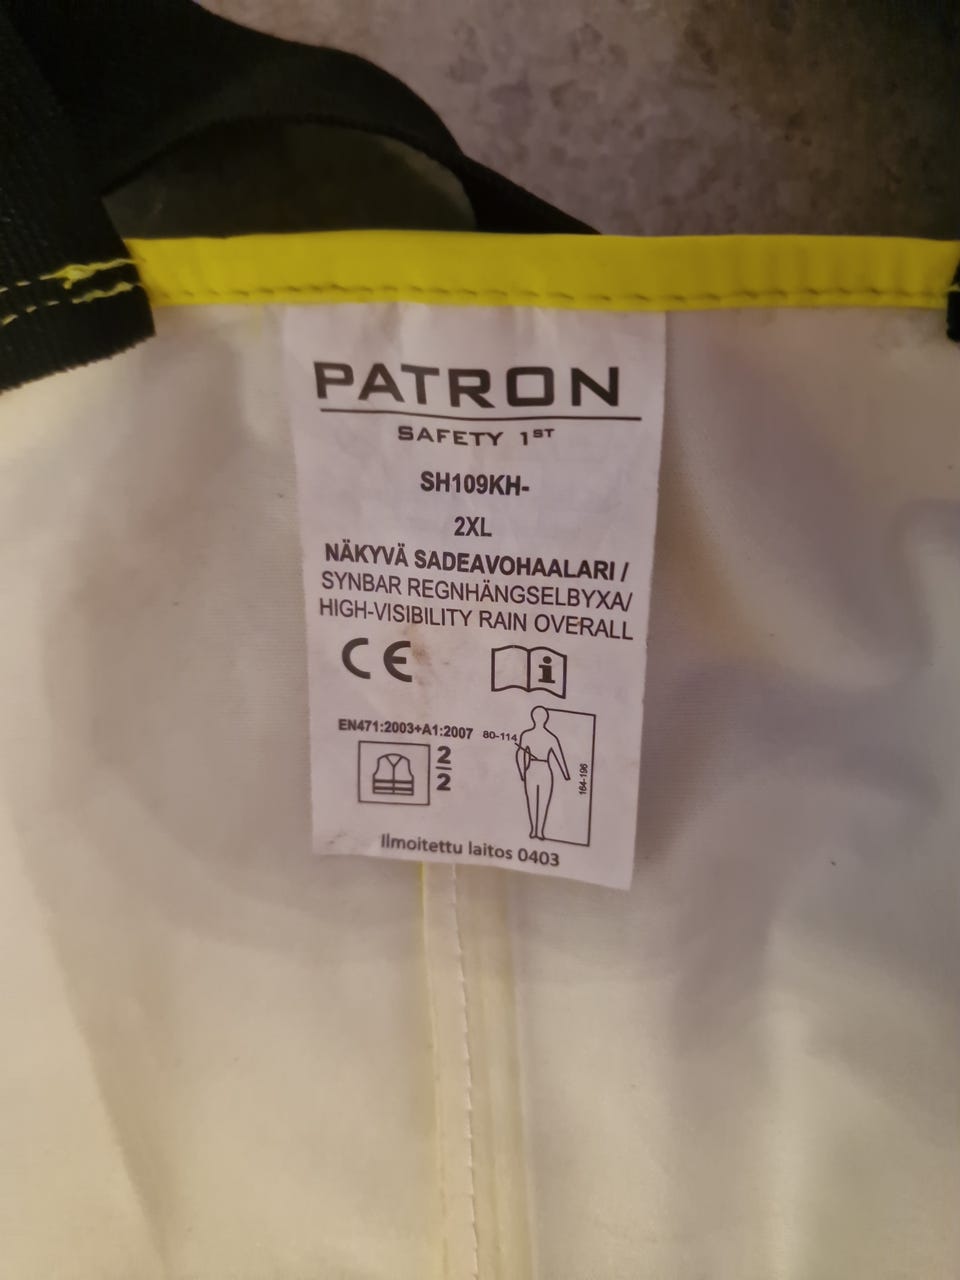 PATRON
SAFETY 1ST
SH109KH-
2XL
NÄKYVÄ SADEAVOHAALARI /
SYNBAR REGNHÄNGSELBYXA/
HIGH-VISIBILITY RAIN OVERALL
CE
i
EN471:2003+A1:2007
80-114
2
2
164-196
Ilmoitettu laitos 0403